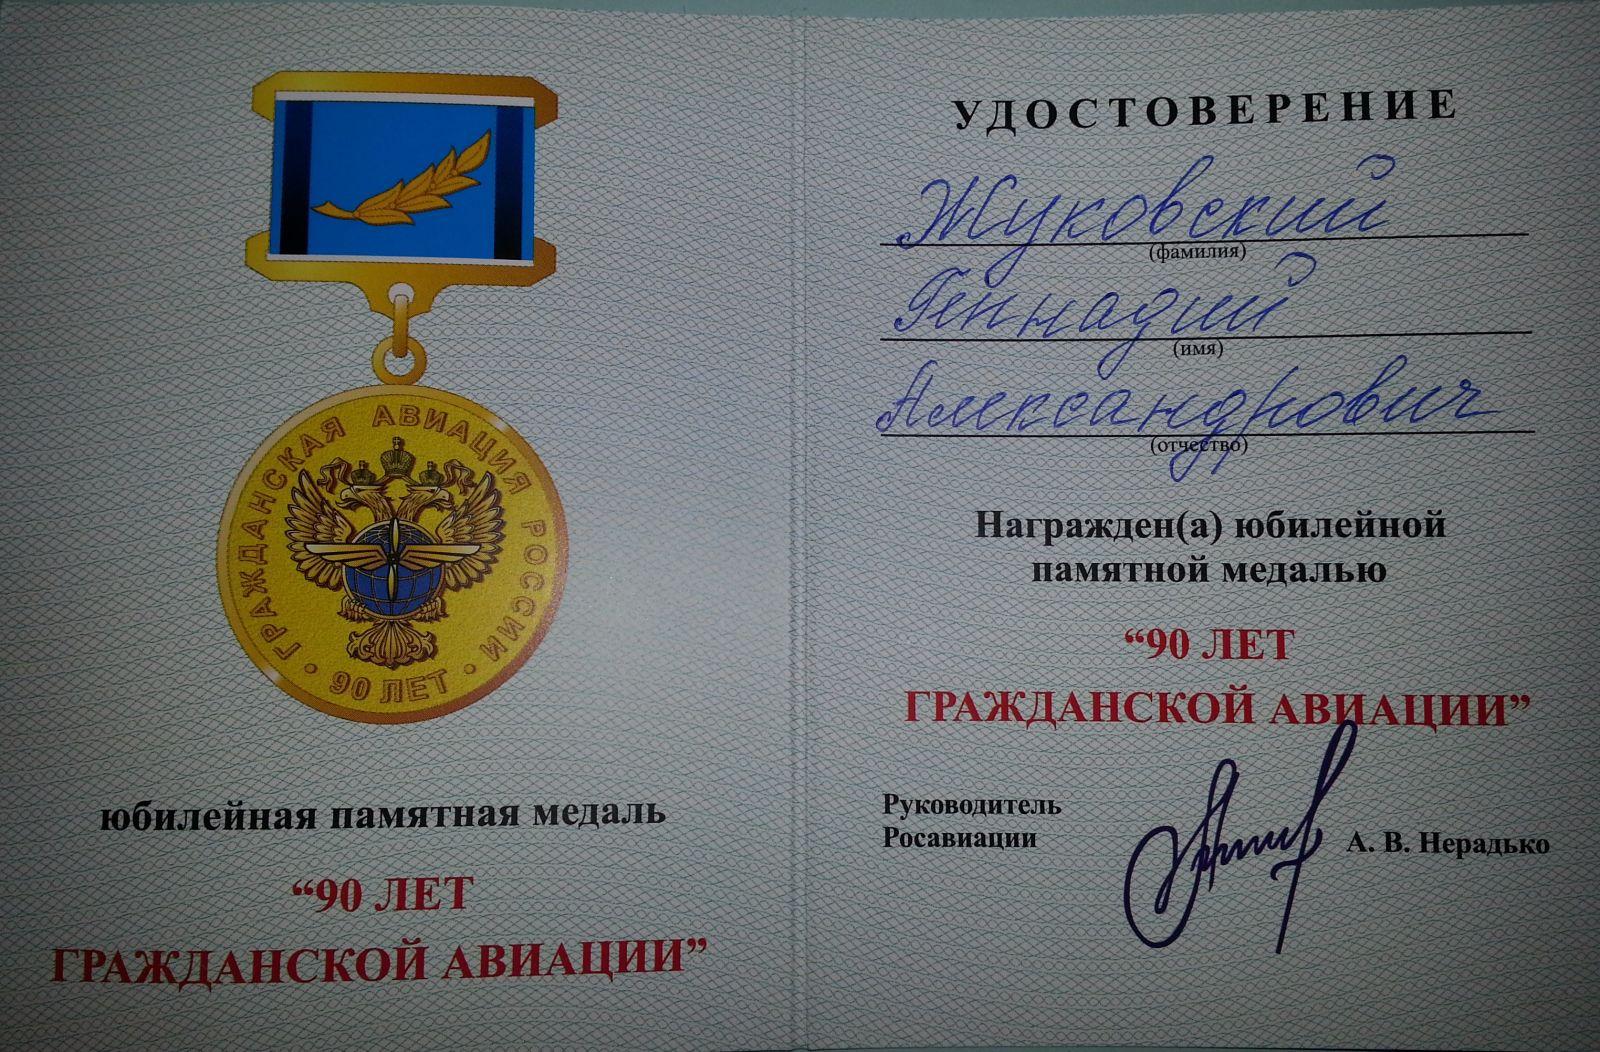 ГРАЖДАНСКАЯ АВИАЦИЯ РОССИИ
• 90 ЛЕТ •
юбилейная памятная медаль
“90 ЛЕТ
ГРАЖДАНСКОЙ АВИАЦИИ”
УДОСТОВЕРЕНИЕ
Жуковский
(фамилия)
Геннадий
(имя)
Александрович
(отчество)
Награжден(а) юбилейной
памятной медалью
“90 ЛЕТ
ГРАЖДАНСКОЙ АВИАЦИИ”
Руководитель
Росавиации
А. В. Нерадько